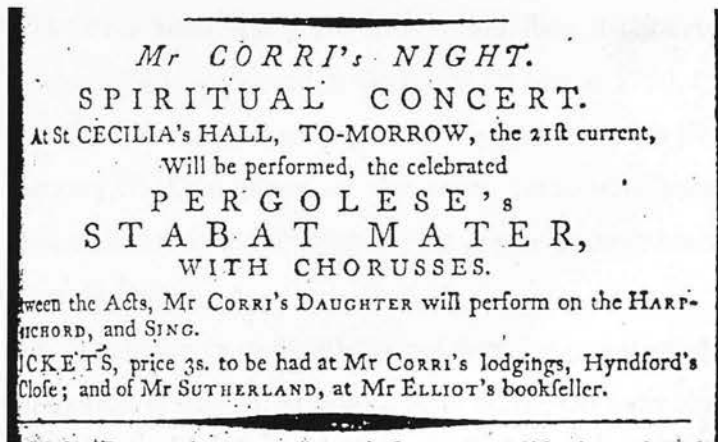 Mr CORRI's NIGHT.
SPIRITUAL CONCERT.
At St CECILIA's HALL, TO-MORROW, the 21ſt current,
Will be performed, the celebrated
PERGOLESE's
STABAT MATER,
WITH CHORUSSES.
tween the Acts, Mr CORRI's DAUGHTER will perform on the HARP-
SICHORD, and SING.
ICKETS, price 3s. to be had at Mr CORRI's lodgings, Hyndford's
Cloſe; and of Mr SUTHERLAND, at Mr ELLIOT's bookſeller.